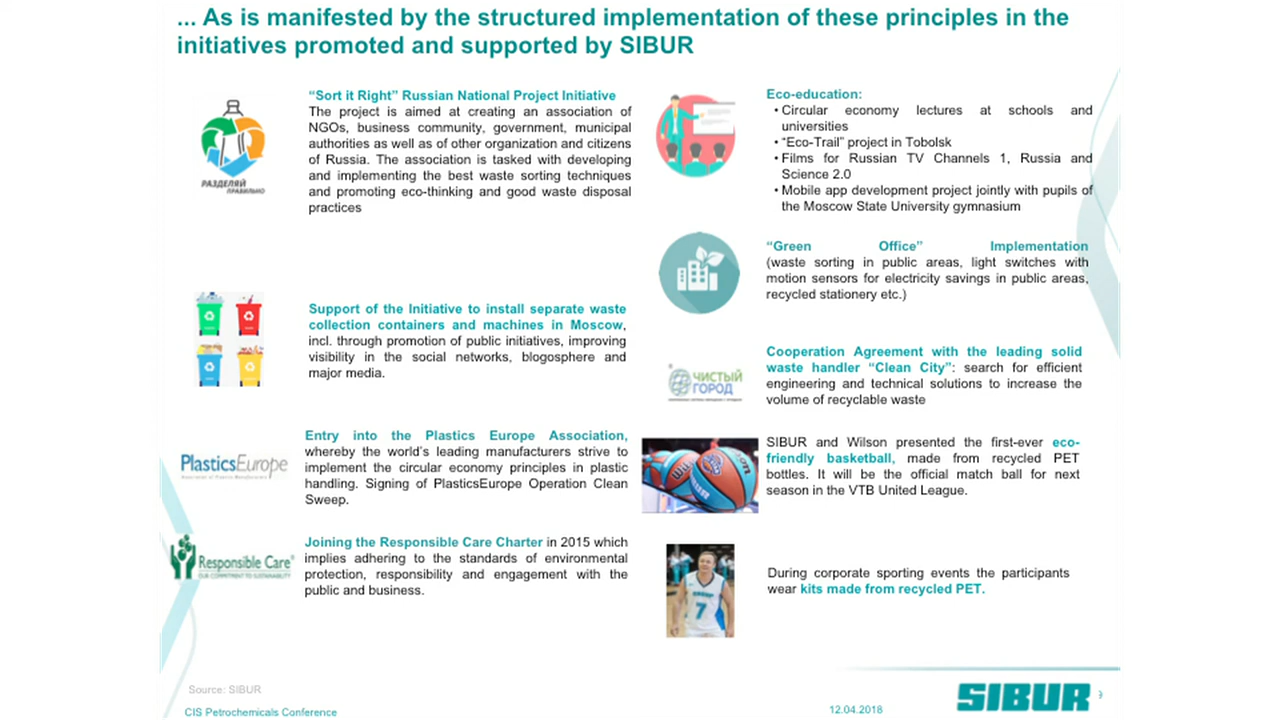 ... As is manifested by the structured implementation of these principles in the
initiatives promoted and supported by SIBUR
“Sort it Right” Russian National Project Initiative
The project is aimed at creating an association of
NGOs, business community, government, municipal
authorities as well as of other organization and citizens
of Russia. The association is tasked with developing
and implementing the best waste sorting techniques
and promoting eco-thinking and good waste disposal
practices
РАЗДЕЛЯЙ
ПРАВИЛЬНО
Support of the Initiative to install separate waste
collection containers and machines in Moscow,
incl. through promotion of public initiatives, improving
visibility in the social networks, blogosphere and
major media.
PlasticsEurope
Association of Plastics Manufacturers
Entry into the Plastics Europe Association,
whereby the world’s leading manufacturers strive to
implement the circular economy principles in plastic
handling. Signing of PlasticsEurope Operation Clean
Sweep.
Responsible Care®
OUR COMMITMENT TO SUSTAINABILITY
Joining the Responsible Care Charter in 2015 which
implies adhering to the standards of environmental
protection, responsibility and engagement with the
public and business.
Eco-education:
• Circular economy lectures at schools and
universities
• “Eco-Trail” project in Tobolsk
• Films for Russian TV Channels 1, Russia and
Science 2.0
• Mobile app development project jointly with pupils of
the Moscow State University gymnasium
“Green Office” Implementation
(waste sorting in public areas, light switches with
motion sensors for electricity savings in public areas,
recycled stationery etc.)
ЧИСТЫЙ
ГОРОД
Cooperation Agreement with the leading solid
waste handler “Clean City”: search for efficient
engineering and technical solutions to increase the
volume of recyclable waste
SIBUR and Wilson presented the first-ever eco-
friendly basketball, made from recycled PET
bottles. It will be the official match ball for next
season in the VTB United League.
7
During corporate sporting events the participants
wear kits made from recycled PET.
Source: SIBUR
CIS Petrochemicals Conference
12.04.2018
SIBUR